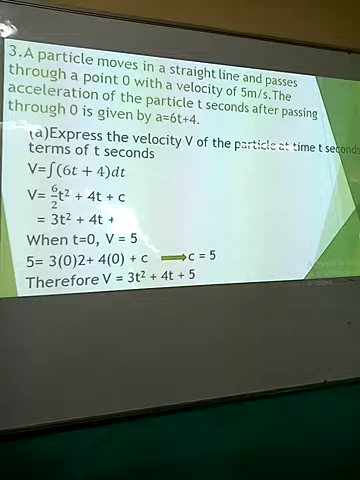 3.A particle moves in a straight line and passes
through a point 0 with a velocity of 5m/s.The
acceleration of the particle t seconds after passing
through 0 is given by a=6t+4.
(a)Express the velocity V of the particle at time t seconds
terms of t seconds
V=∫(6t + 4)dt
V= 6/2 t² + 4t + c
= 3t² + 4t +
When t=0, V = 5
5= 3(0)2+ 4(0) + c ⟹ c = 5
Therefore V = 3t² + 4t + 5